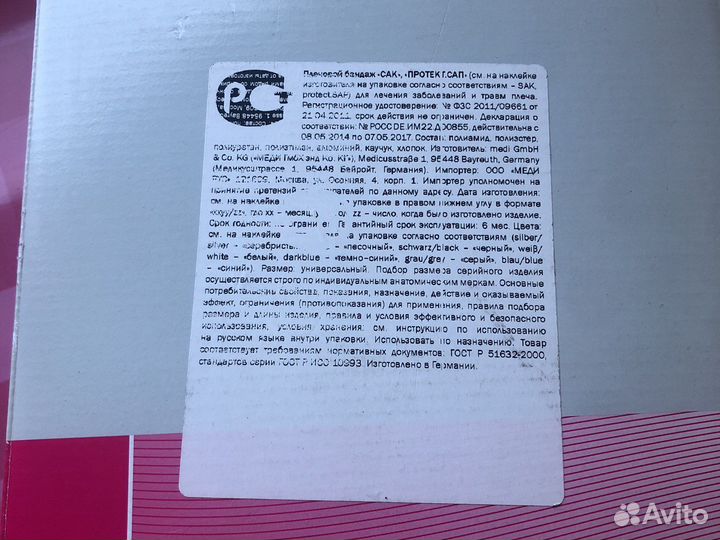 Плечевой бандаж «САК», «ПРОТЕКТ.САП» (см. на наклейке
изготовителя на упаковке согласно соответствиям – SAK,
protect.SAP) для лечения заболеваний и травм плеча.
Регистрационное удостоверение: № ФСЗ 2011/09661 от
21.04.2011, срок действия не ограничен. Декларация о
соответствии: № РОСС DE.ИМ22.Д00855, действительна с
08.05.2014 по 07.05.2017. Состав: полиамид, полиэстер,
полиуретан, полиэтилан, алюминий, каучук, хлопок. Изготовитель: medi GmbH
& Co. KG («МЕДИ ГмбХ энд Ко. КГ»), Medicusstraße 1, 95448 Bayreuth, Germany
(Медикусштрассе 1, 95448 Байройт, Германия). Импортер: ООО «МЕДИ
РУС» Москва, ул. Осенняя, 4, корп. 1. Импортер уполномочен на
принятие претензий покупателей по данному адресу. Дата изготовления:
см. на наклейке упаковке в правом нижнем углу в формате
xxyy/zz, где xx – месяц, zz – число, когда было изготовлено изделие.
Срок годности: не ограничен. Гарантийный срок эксплуатации: 6 мес. Цвета:
см. на наклейке на упаковке согласно соответствиям (silber/
silver – «серебристый», – «песочный», schwarz/black – «черный», weiß/
white – «белый», darkblue – «темно-синий», grau/grey – «серый», blau/blue
– «синий»). Размер: универсальный. Подбор размера серийного изделия
осуществляется строго по индивидуальным анатомическим меркам. Основные
потребительские свойства, показания, назначение, действие и оказываемый
эффект, ограничения (противопоказания) для применения, правила подбора
размера и длины изделия, правила и условия эффективного и безопасного
использования, условия хранения: см. инструкцию по использованию
на русском языке внутри упаковки. Использовать по назначению. Товар
соответствует требованиям нормативных документов: ГОСТ Р 51632-2000,
стандартов серии ГОСТ Р ИСО 10993. Изготовлено в Германии.
Avito